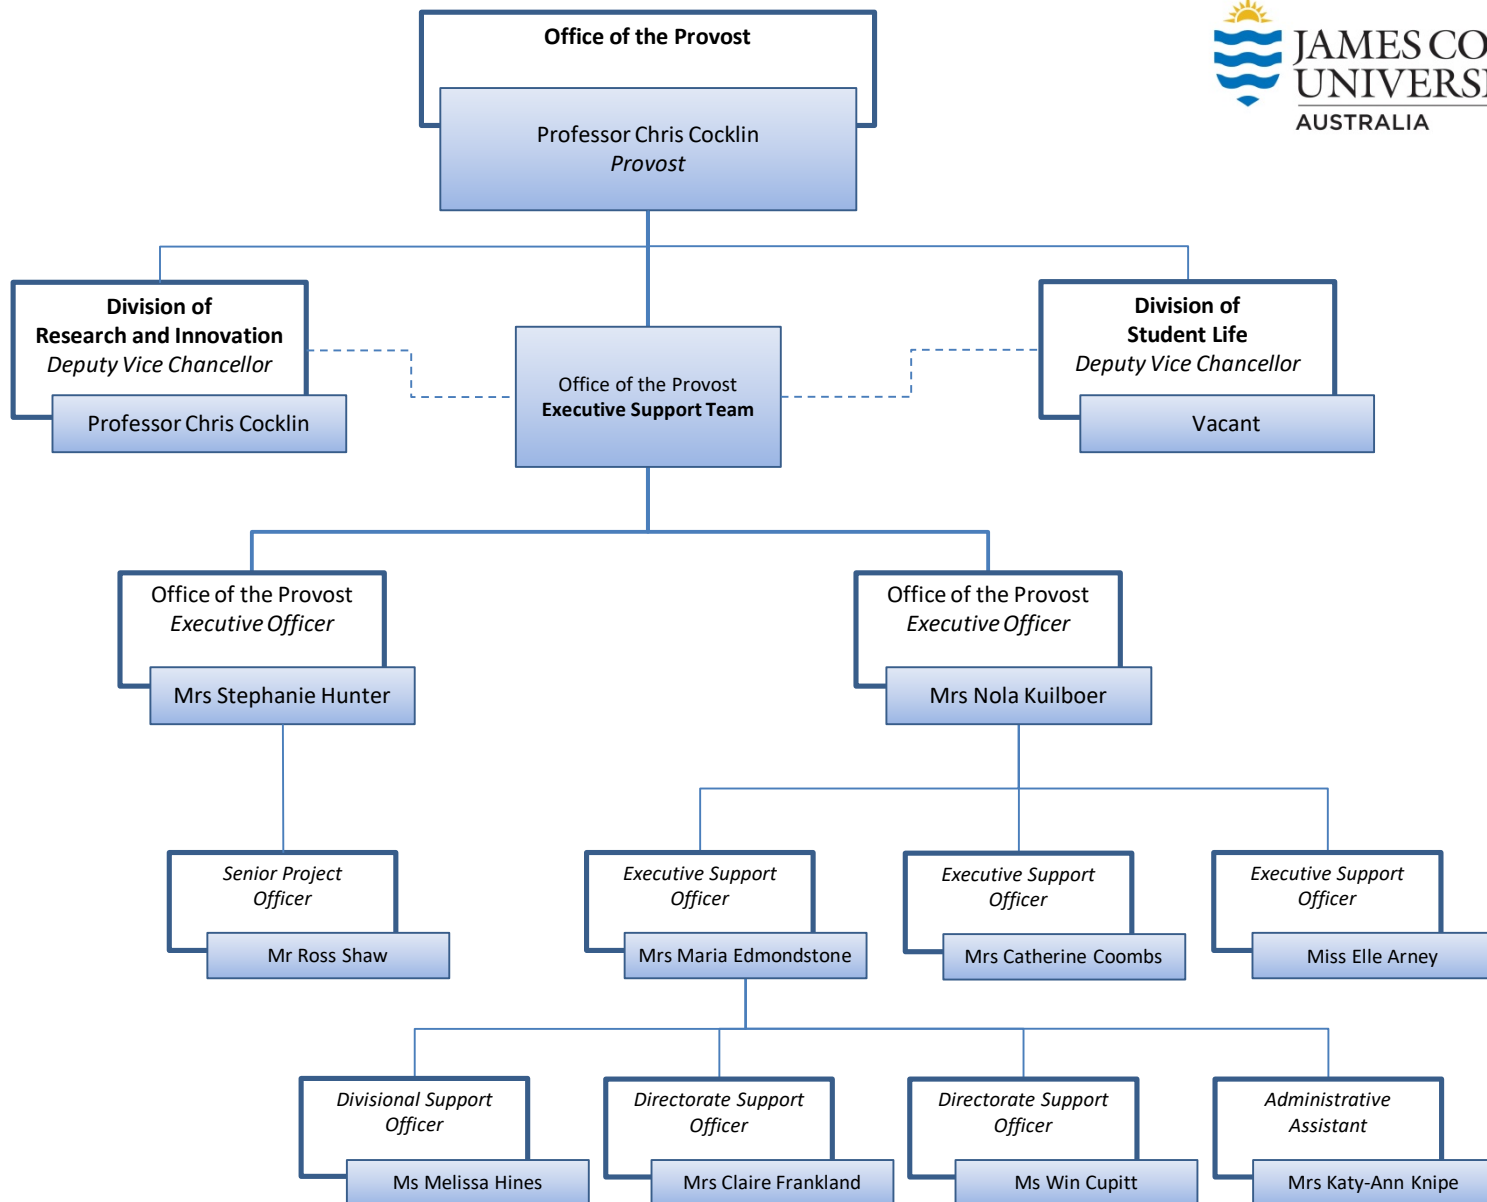 Office of the Provost
JAMES CO
UNIVERSI
AUSTRALIA
Professor Chris Cocklin
Provost
Division of
Research and Innovation
Deputy Vice Chancellor
Professor Chris Cocklin
Office of the Provost
Executive Support Team
Division of
Student Life
Deputy Vice Chancellor
Vacant
Office of the Provost
Executive Officer
Mrs Stephanie Hunter
Office of the Provost
Executive Officer
Mrs Nola Kuilboer
Senior Project
Officer
Mr Ross Shaw
Executive Support
Officer
Mrs Maria Edmondstone
Executive Support
Officer
Mrs Catherine Coombs
Executive Support
Officer
Miss Elle Arney
Divisional Support
Officer
Ms Melissa Hines
Directorate Support
Officer
Mrs Claire Frankland
Directorate Support
Officer
Ms Win Cupitt
Administrative
Assistant
Mrs Katy-Ann Knipe